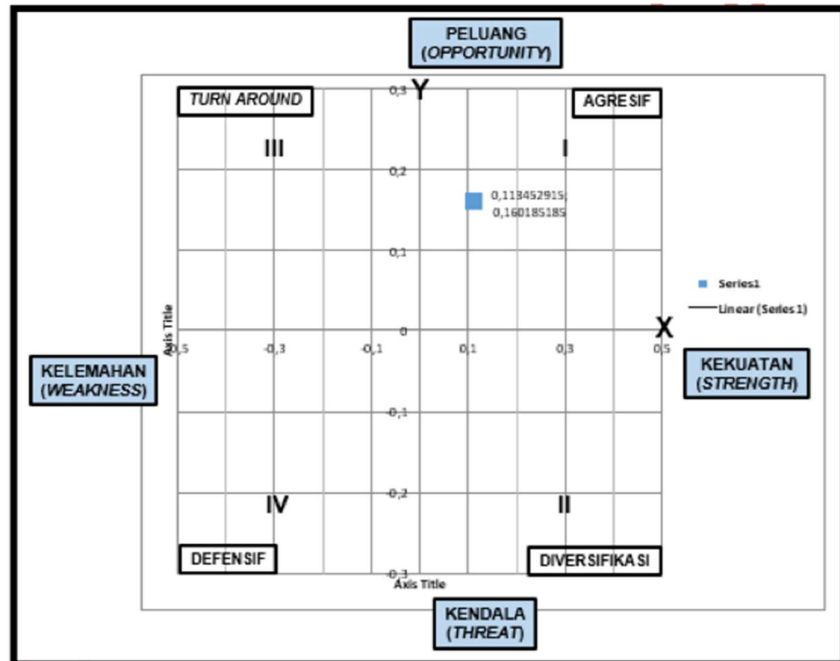 PELUANG
(OPPORTUNITY)
TURN AROUND
0,3
Y
AGRESIF
III
I
0,2
0,113452915;
0,160185185
0,1
Series1
Linear (Series1)
Axis Title
0
X
-0,3
-0,1
0,1
0,3
0,5
KELEMAHAN
(WEAKNESS)
KEKUATAN
(STRENGTH)
-0,1
-0,2
IV
II
DEFENSIF
DIVERSIFIKASI
-0,3
Axis Title
KENDALA
(THREAT)